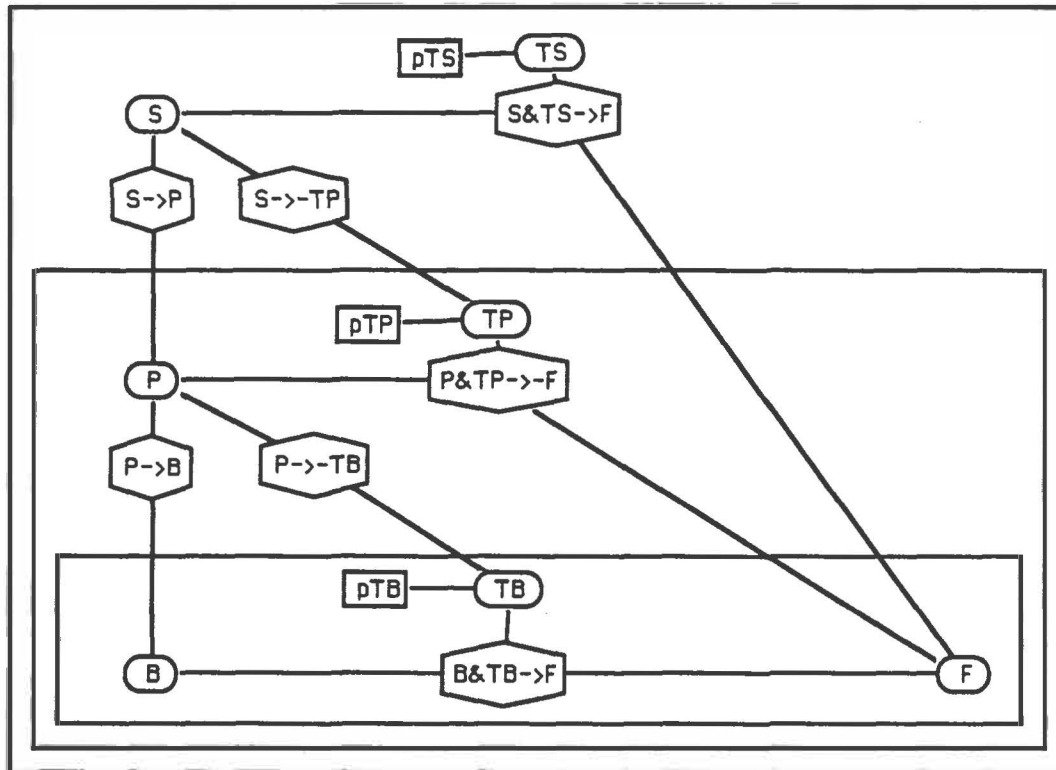 pTS
TS
S
S&TS->F
S->P
S->-TP
pTP
TP
P
P&TP->-F
P->B
P->-TB
pTB
TB
B
B&TB->F
F